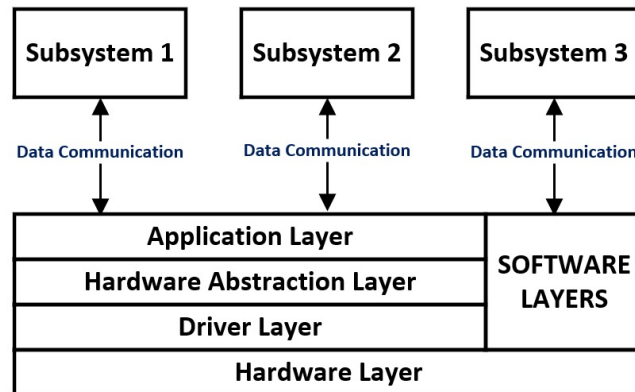 Subsystem 1
Subsystem 2
Subsystem 3
Data Communication
Data Communication
Data Communication
Application Layer
Hardware Abstraction Layer
Driver Layer
SOFTWARE
LAYERS
Hardware Layer